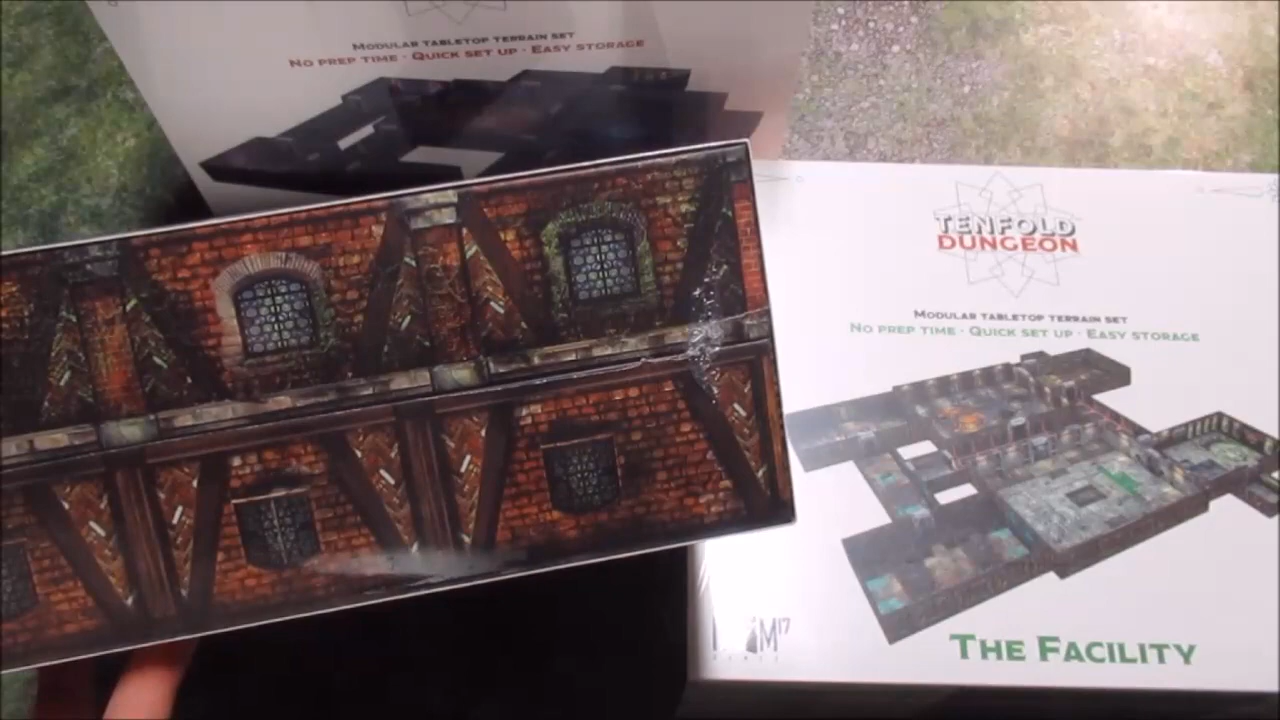 MODULAR TABLETOP TERRAIN SET
NO PREP TIME · QUICK SET UP · EASY STORAGE
TENFOLD
DUNGEON
MODULAR TABLETOP TERRAIN SET
NO PREP TIME · QUICK SET UP · EASY STORAGE
THE FACILITY